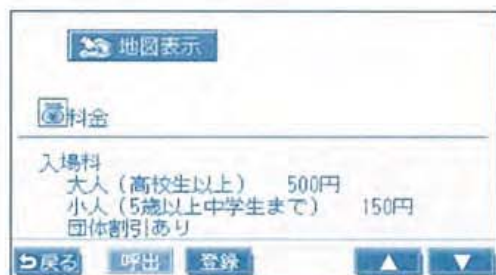 地図表示
料金
入場料
大人（高校生以上） 500円
小人（5歳以上中学生まで） 150円
団体割引あり
戻る 呼出 登録 ▲ ▼